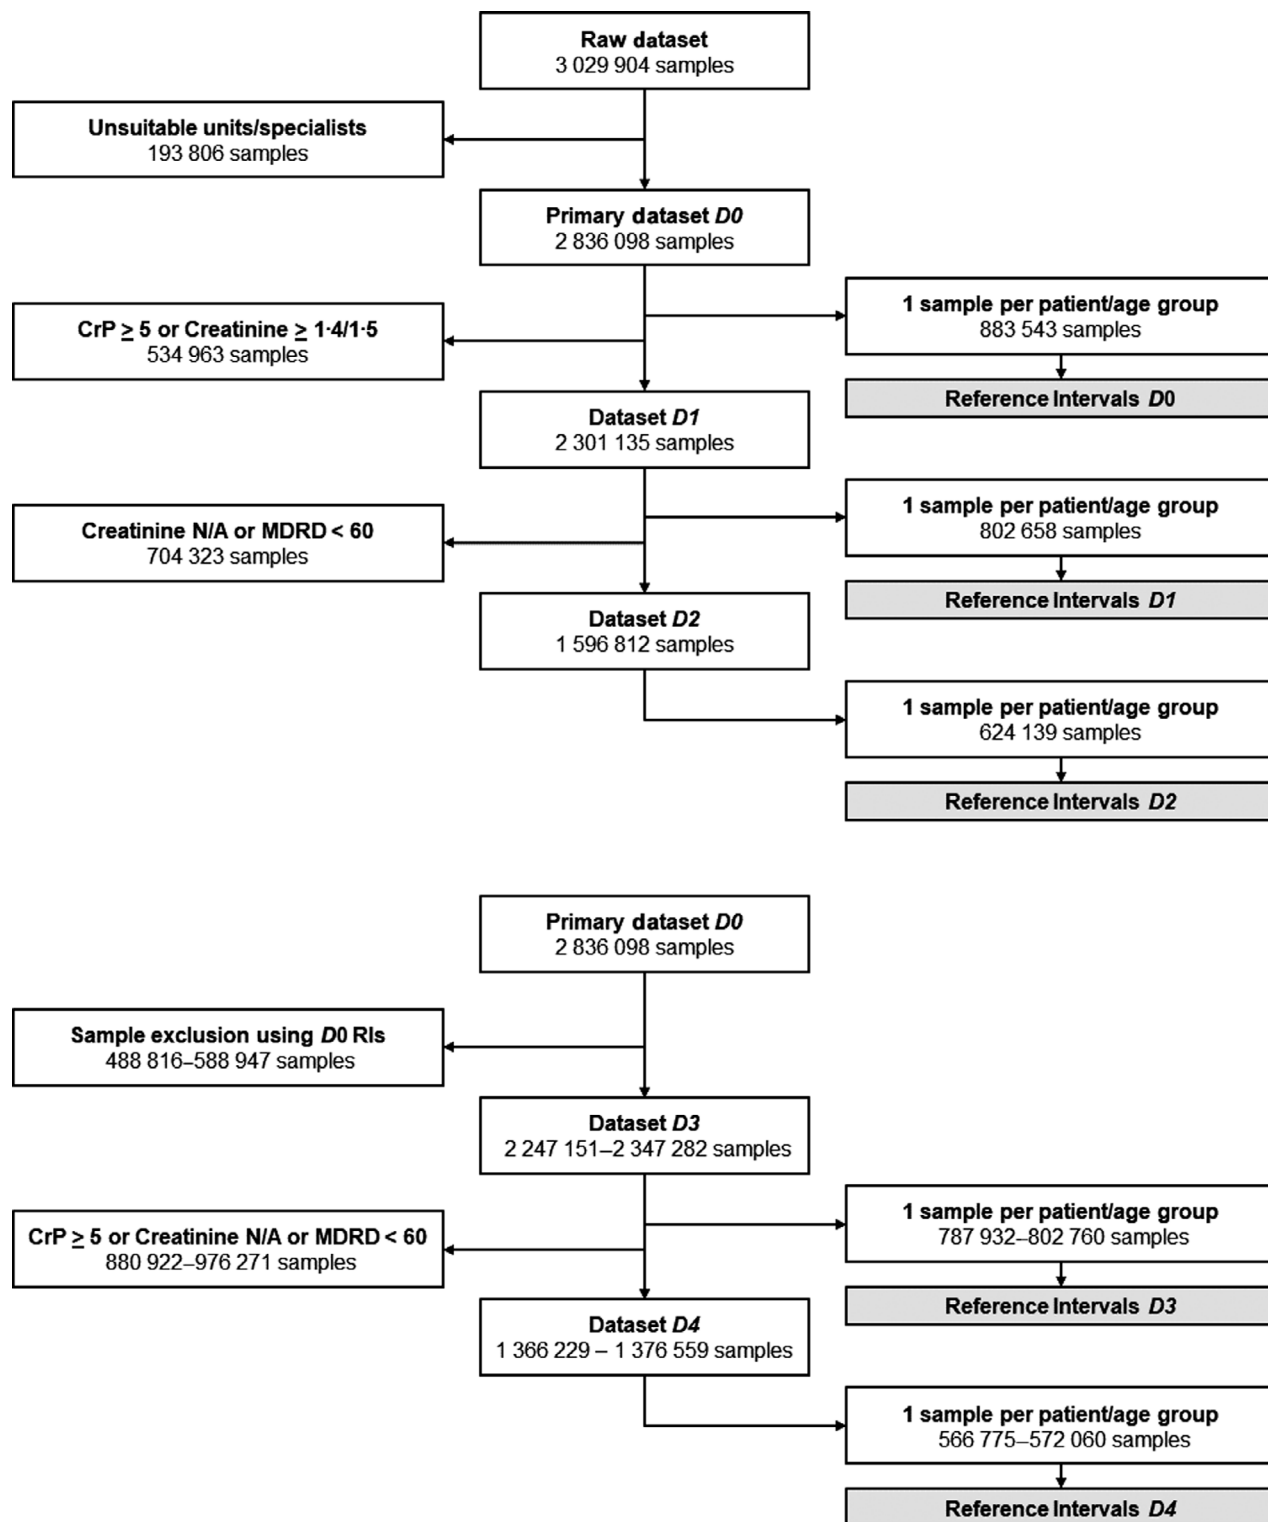 Raw dataset
3 029 904 samples
Unsuitable units/specialists
193 806 samples
Primary dataset D0
2 836 098 samples
1 sample per patient/age group
883 543 samples
CrP ≥ 5 or Creatinine ≥ 1·4/1·5
534 963 samples
Reference Intervals D0
Dataset D1
2 301 135 samples
1 sample per patient/age group
802 658 samples
Creatinine N/A or MDRD < 60
704 323 samples
Reference Intervals D1
Dataset D2
1 596 812 samples
1 sample per patient/age group
624 139 samples
Reference Intervals D2
Primary dataset D0
2 836 098 samples
Sample exclusion using D0 RIs
488 816–588 947 samples
Dataset D3
2 247 151–2 347 282 samples
1 sample per patient/age group
787 932–802 760 samples
CrP ≥ 5 or Creatinine N/A or MDRD < 60
880 922–976 271 samples
Reference Intervals D3
Dataset D4
1 366 229 – 1 376 559 samples
1 sample per patient/age group
566 775–572 060 samples
Reference Intervals D4